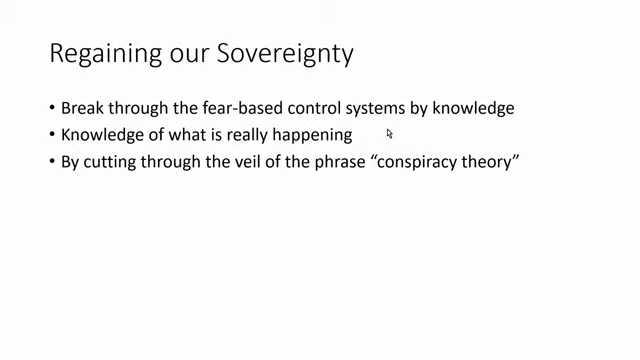 Regaining our Sovereignty
• Break through the fear-based control systems by knowledge
• Knowledge of what is really happening
• By cutting through the veil of the phrase “conspiracy theory”